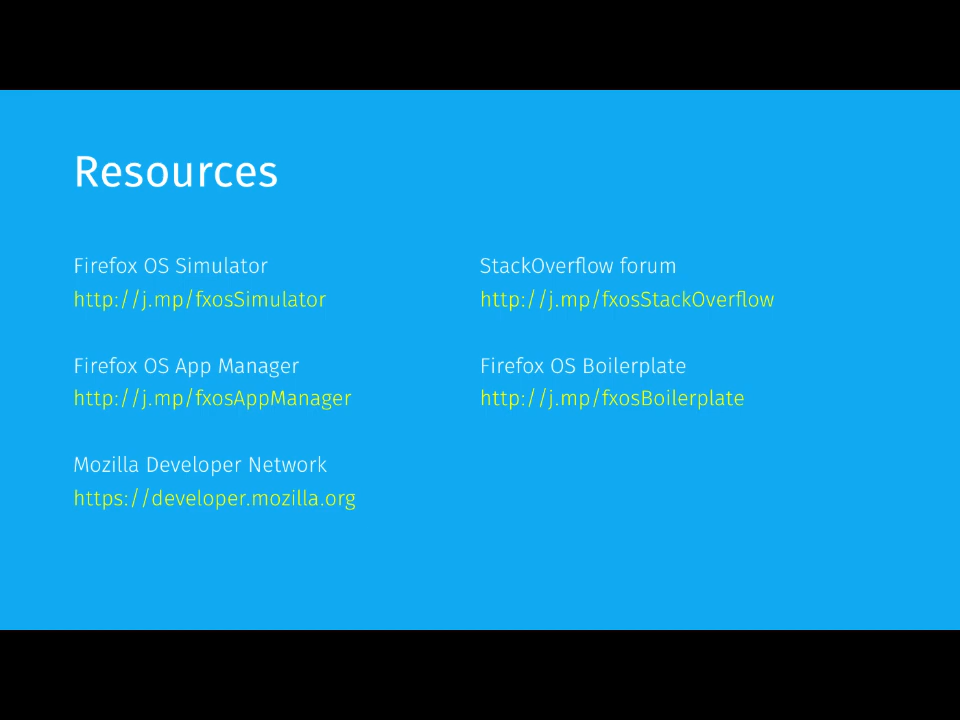 Resources
Firefox OS Simulator
http://j.mp/fxosSimulator
Firefox OS App Manager
http://j.mp/fxosAppManager
Mozilla Developer Network
https://developer.mozilla.org
StackOverflow forum
http://j.mp/fxosStackOverflow
Firefox OS Boilerplate
http://j.mp/fxosBoilerplate